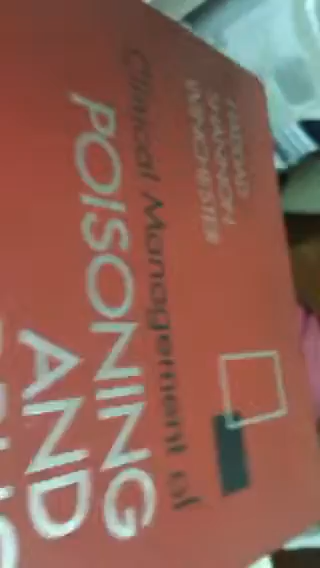 HADDAD
SHANNON
WINCHESTER
Clinical Management of
POISONING
AND